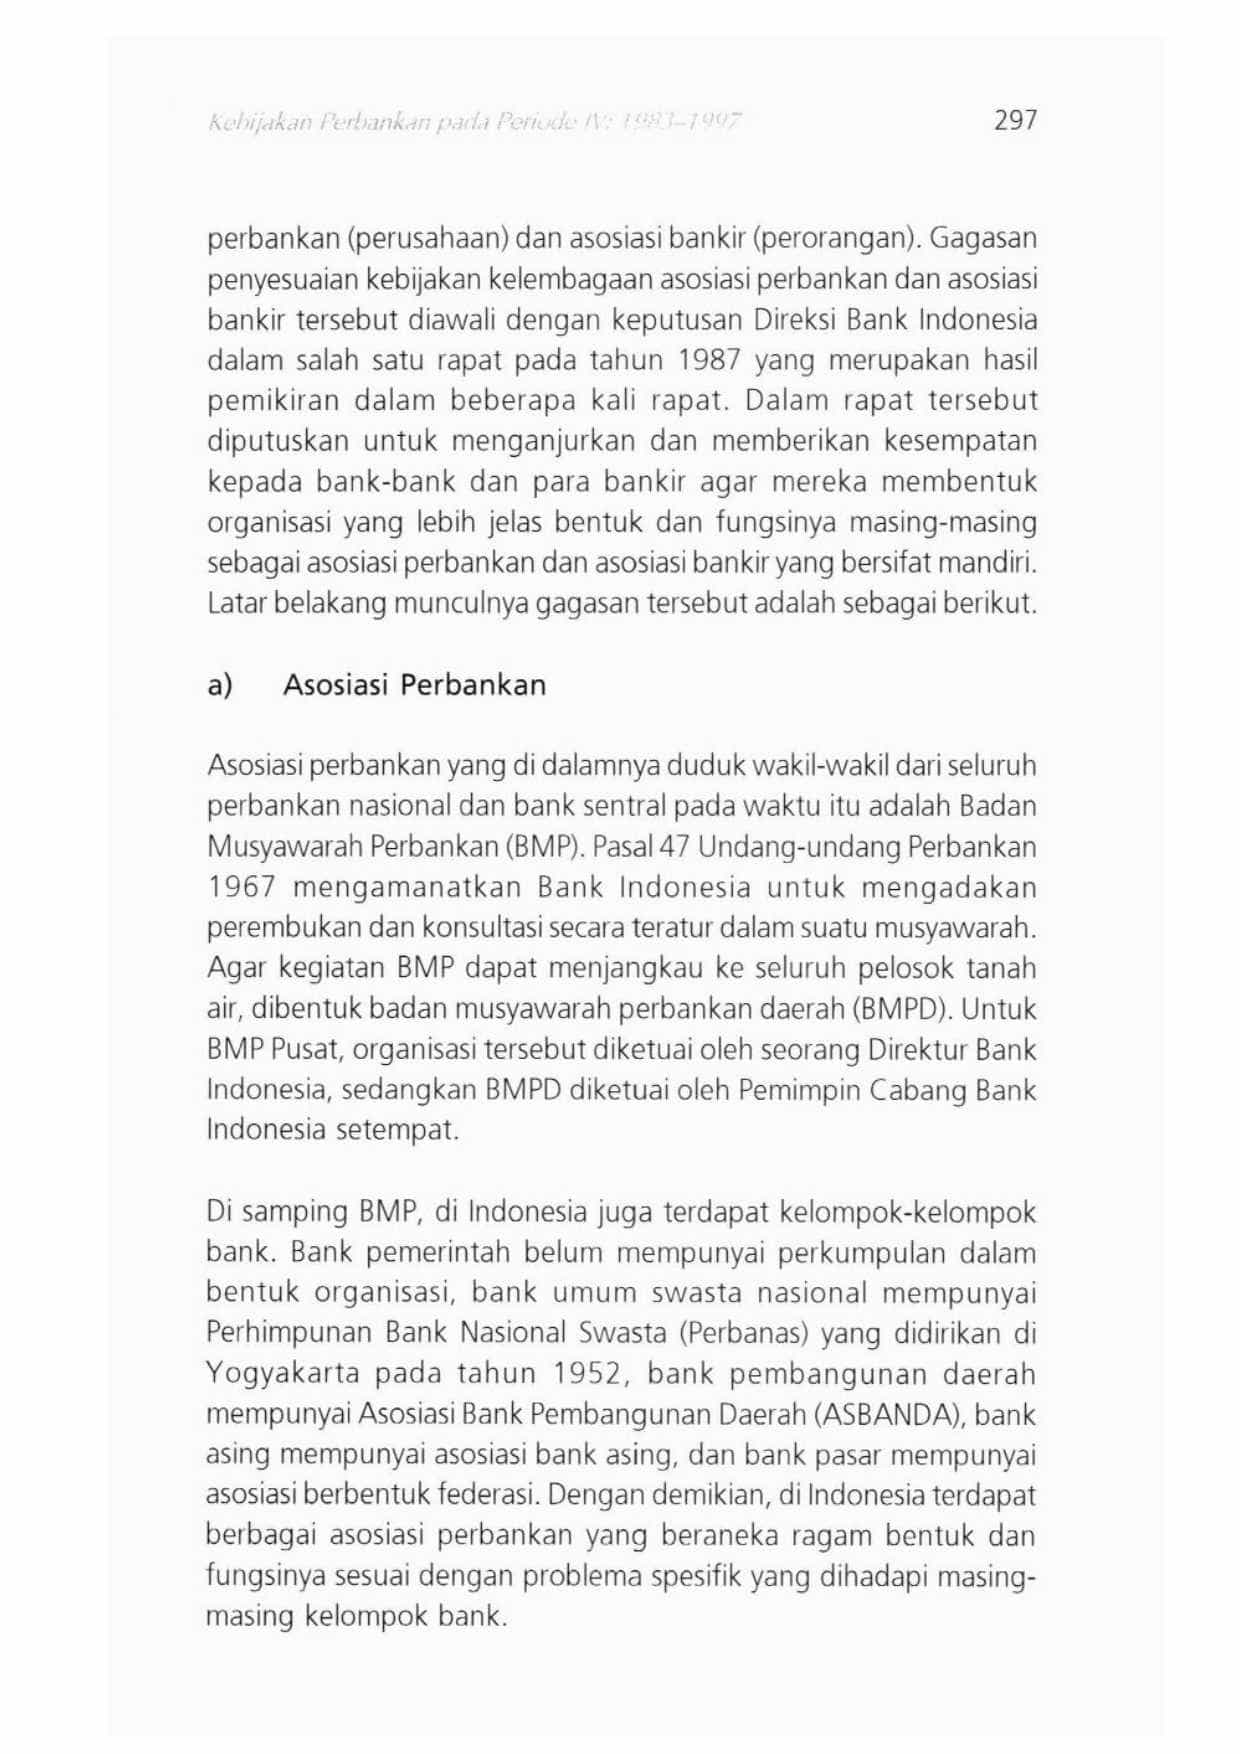 Kebijakan Perbankan pada Periode IV: 1983–1997
297
perbankan (perusahaan) dan asosiasi bankir (perorangan). Gagasan
penyesuaian kebijakan kelembagaan asosiasi perbankan dan asosiasi
bankir tersebut diawali dengan keputusan Direksi Bank Indonesia
dalam salah satu rapat pada tahun 1987 yang merupakan hasil
pemikiran dalam beberapa kali rapat. Dalam rapat tersebut
diputuskan untuk menganjurkan dan memberikan kesempatan
kepada bank-bank dan para bankir agar mereka membentuk
organisasi yang lebih jelas bentuk dan fungsinya masing-masing
sebagai asosiasi perbankan dan asosiasi bankir yang bersifat mandiri.
Latar belakang munculnya gagasan tersebut adalah sebagai berikut.
a) Asosiasi Perbankan
Asosiasi perbankan yang di dalamnya duduk wakil-wakil dari seluruh
perbankan nasional dan bank sentral pada waktu itu adalah Badan
Musyawarah Perbankan (BMP). Pasal 47 Undang-undang Perbankan
1967 mengamanatkan Bank Indonesia untuk mengadakan
perembukan dan konsultasi secara teratur dalam suatu musyawarah.
Agar kegiatan BMP dapat menjangkau ke seluruh pelosok tanah
air, dibentuk badan musyawarah perbankan daerah (BMPD). Untuk
BMP Pusat, organisasi tersebut diketuai oleh seorang Direktur Bank
Indonesia, sedangkan BMPD diketuai oleh Pemimpin Cabang Bank
Indonesia setempat.
Di samping BMP, di Indonesia juga terdapat kelompok-kelompok
bank. Bank pemerintah belum mempunyai perkumpulan dalam
bentuk organisasi, bank umum swasta nasional mempunyai
Perhimpunan Bank Nasional Swasta (Perbanas) yang didirikan di
Yogyakarta pada tahun 1952, bank pembangunan daerah
mempunyai Asosiasi Bank Pembangunan Daerah (ASBANDA), bank
asing mempunyai asosiasi bank asing, dan bank pasar mempunyai
asosiasi berbentuk federasi. Dengan demikian, di Indonesia terdapat
berbagai asosiasi perbankan yang beraneka ragam bentuk dan
fungsinya sesuai dengan problema spesifik yang dihadapi masing-
masing kelompok bank.